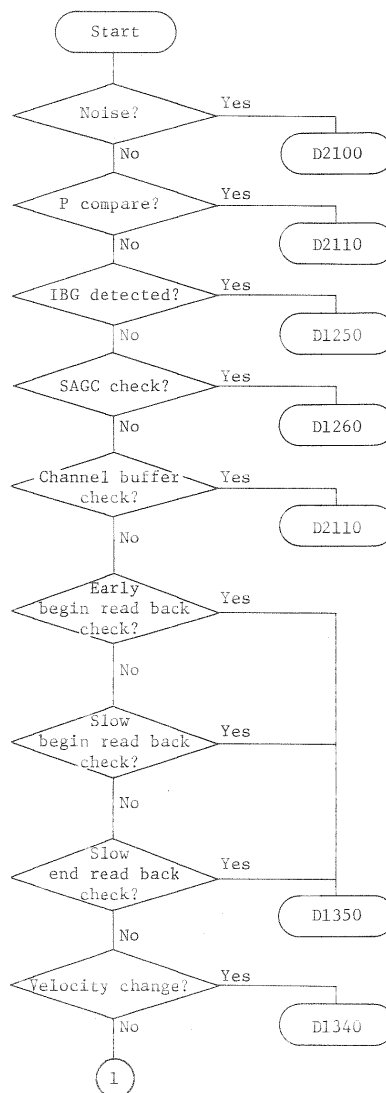 Start
Noise?
Yes
D2100
No
P compare?
Yes
D2110
No
IBG detected?
Yes
D1250
No
SAGC check?
Yes
D1260
No
Channel buffer
check?
Yes
D2110
No
Early
begin read back
check?
Yes
No
Slow
begin read back
check?
Yes
No
Slow
end read back
check?
Yes
D1350
No
Velocity change?
Yes
D1340
No
1